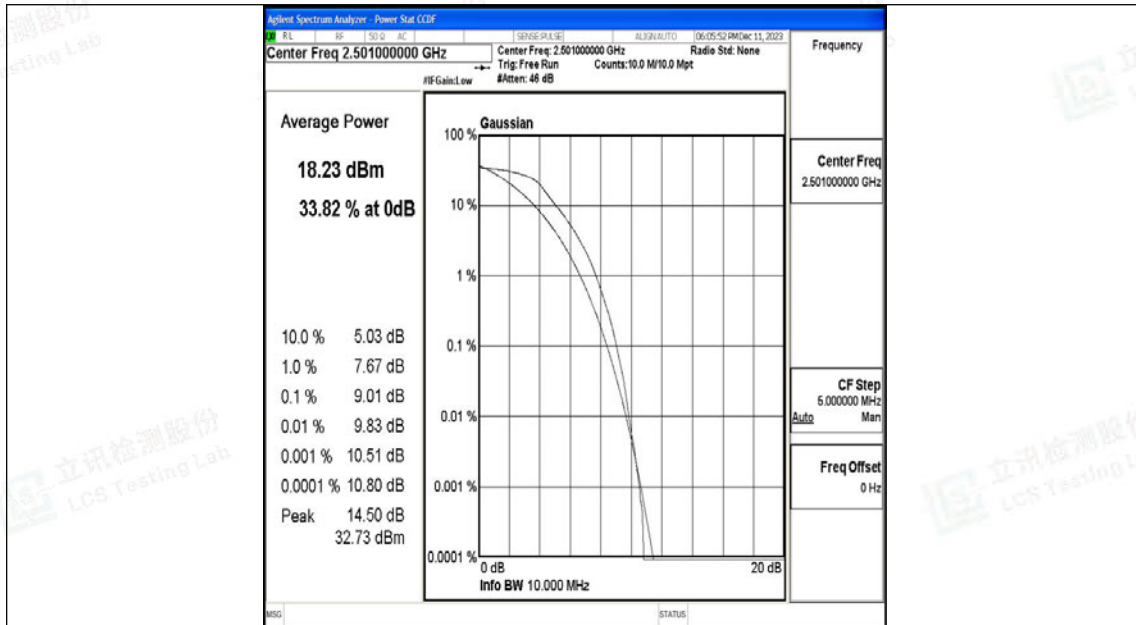 Agilent Spectrum Analyzer - Power Stat CCDF
RL RF 50 Ω AC SENSE:PULSE ALIGNAUTO 06:05:52 PM Dec 11, 2023
Center Freq 2.501000000 GHz
Center Freq: 2.501000000 GHz Radio Std: None
Trig: Free Run Counts:10.0 M/10.0 Mpt
#IFGain:Low #Atten: 46 dB
Frequency
Average Power
18.23 dBm
33.82 % at 0dB
10.0 % 5.03 dB
1.0 % 7.67 dB
0.1 % 9.01 dB
0.01 % 9.83 dB
0.001 % 10.51 dB
0.0001 % 10.80 dB
Peak 14.50 dB
32.73 dBm
Gaussian
100 %
10 %
1 %
0.1 %
0.01 %
0.001 %
0.0001 %
0 dB 20 dB
Info BW 10.000 MHz
Center Freq
2.501000000 GHz
CF Step
5.000000 MHz
Auto Man
Freq Offset
0 Hz
MSG STATUS
立讯检测股份
LCS Testing Lab
立讯检测股份
LCS Testing L